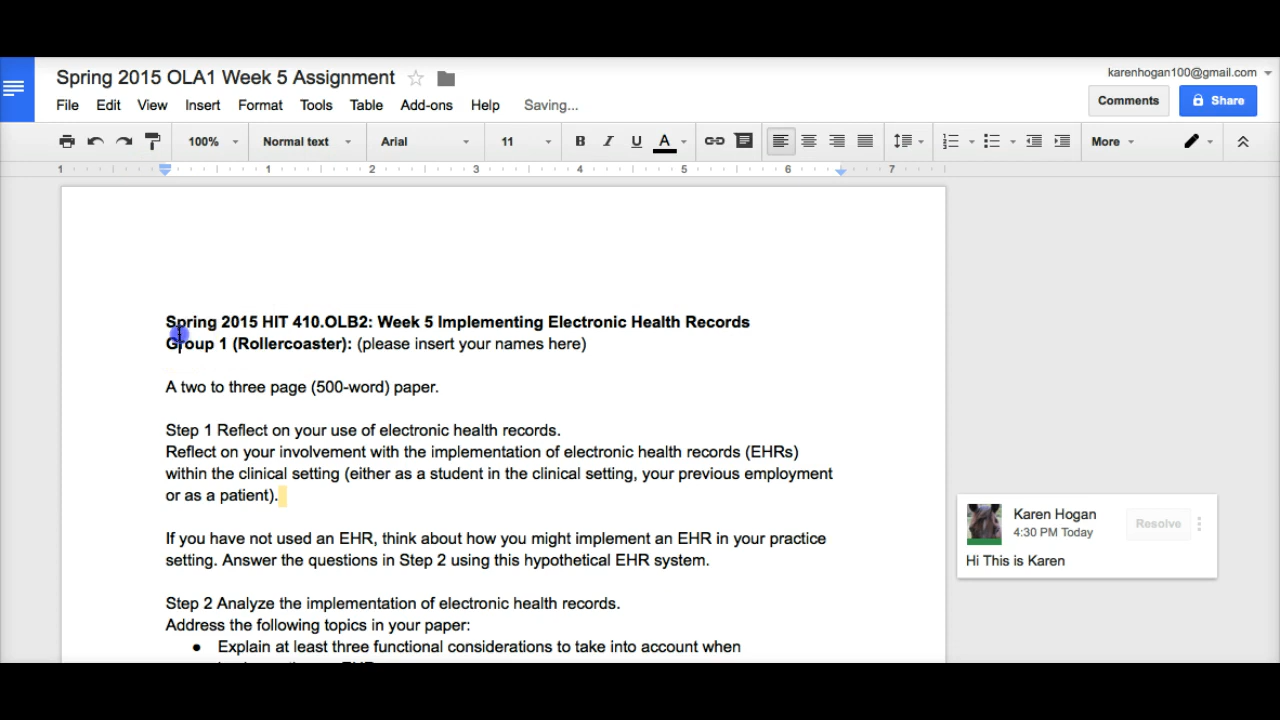 Spring 2015 OLA1 Week 5 Assignment
karenhogan100@gmail.com
File Edit View Insert Format Tools Table Add-ons Help Saving...
Comments Share
100% Normal text Arial 11 B I U A More
1 1 2 3 4 5 6 7
Spring 2015 HIT 410.OLB2: Week 5 Implementing Electronic Health Records
Group 1 (Rollercoaster): (please insert your names here)
A two to three page (500-word) paper.
Step 1 Reflect on your use of electronic health records.
Reflect on your involvement with the implementation of electronic health records (EHRs)
within the clinical setting (either as a student in the clinical setting, your previous employment
or as a patient).
If you have not used an EHR, think about how you might implement an EHR in your practice
setting. Answer the questions in Step 2 using this hypothetical EHR system.
Step 2 Analyze the implementation of electronic health records.
Address the following topics in your paper:
● Explain at least three functional considerations to take into account when
Karen Hogan
4:30 PM Today
Resolve
Hi This is Karen